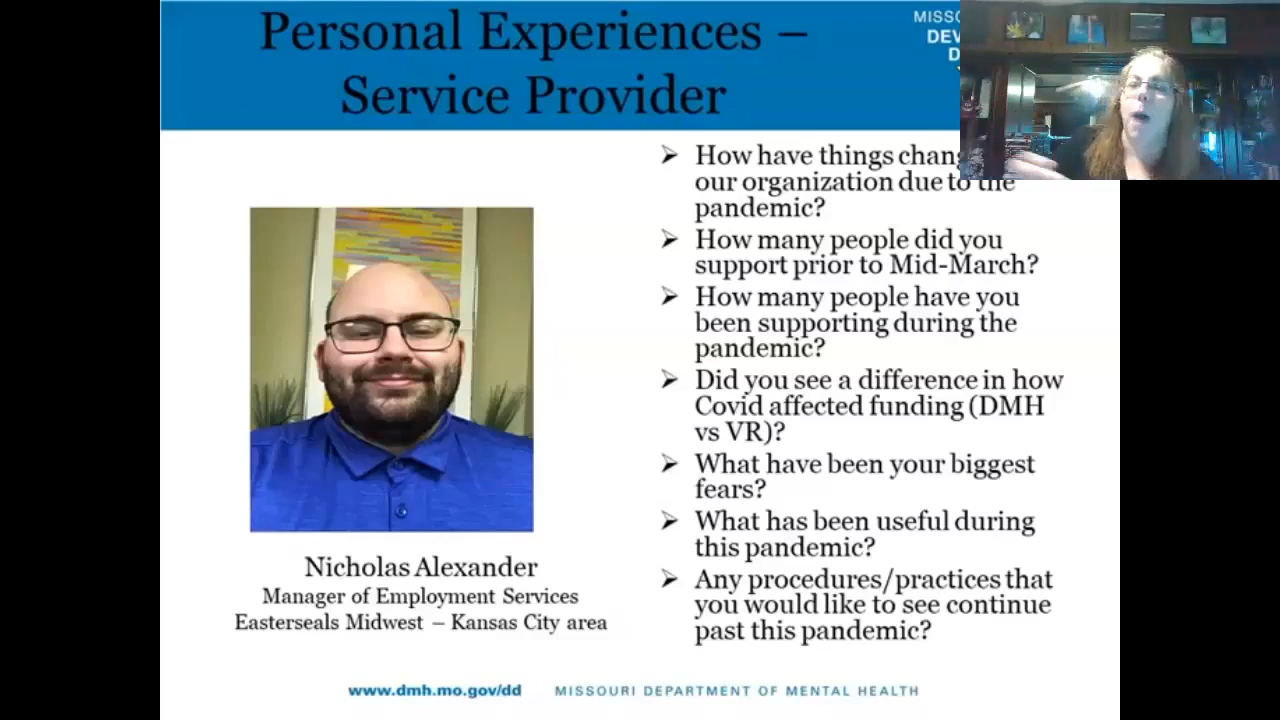 Personal Experiences –
Service Provider
MISSO
DEV
D
➢ How have things chang
our organization due to the
pandemic?
➢ How many people did you
support prior to Mid-March?
➢ How many people have you
been supporting during the
pandemic?
➢ Did you see a difference in how
Covid affected funding (DMH
vs VR)?
➢ What have been your biggest
fears?
➢ What has been useful during
this pandemic?
➢ Any procedures/practices that
you would like to see continue
past this pandemic?
Nicholas Alexander
Manager of Employment Services
Easterseals Midwest – Kansas City area
www.dmh.mo.gov/dd MISSOURI DEPARTMENT OF MENTAL HEALTH